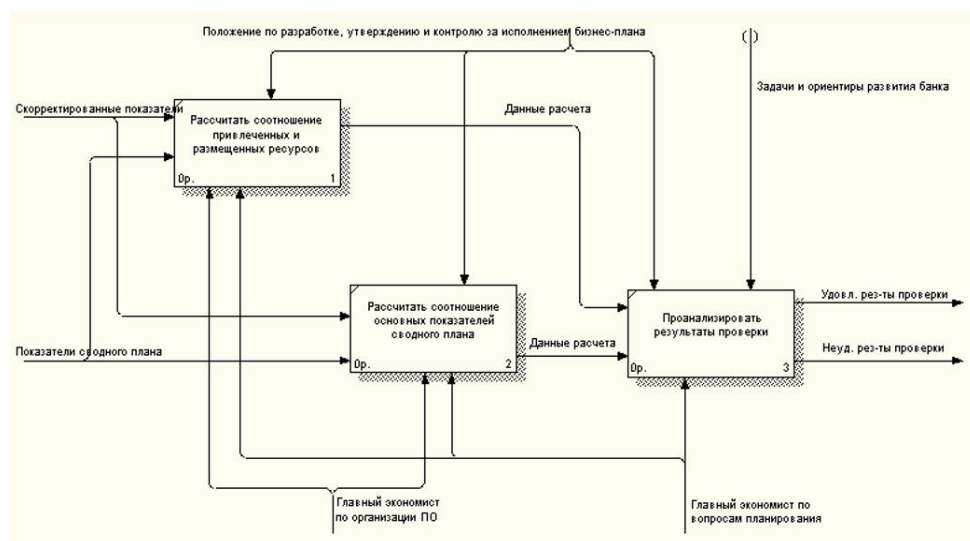 Положение по разработке, утверждению и контролю за исполнением бизнес-плана
( )
Задачи и ориентиры развития банка
Скорректированные показатели
Данные расчета
Рассчитать соотношение
привлеченных и
размещенных ресурсов
0р.
1
Рассчитать соотношение
основных показателей
сводного плана
0р.
2
Проанализировать
результаты проверки
0р.
3
Удовл. рез-ты проверки
Данные расчета
Неуд. рез-ты проверки
Показатели сводного плана
Главный экономист
по организации ПО
Главный экономист по
вопросам планирования